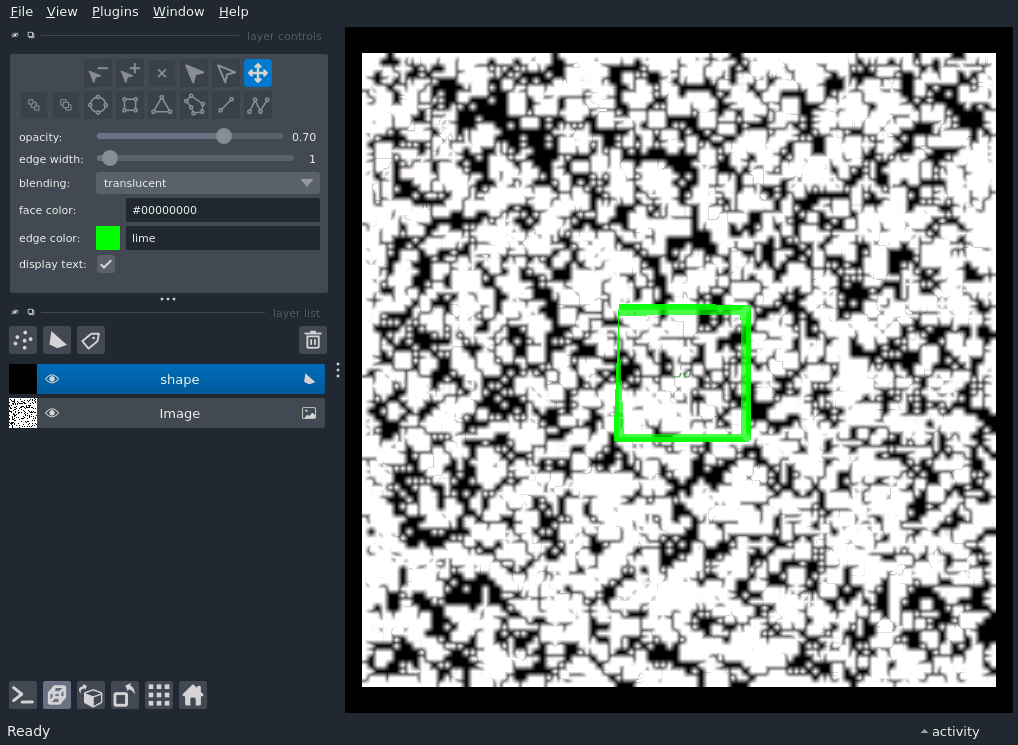 File View Plugins Window Help
layer controls
opacity: 0.70
edge width: 1
blending: translucent
face color: #00000000
edge color: lime
display text:
layer list
shape
Image
Ready
activity